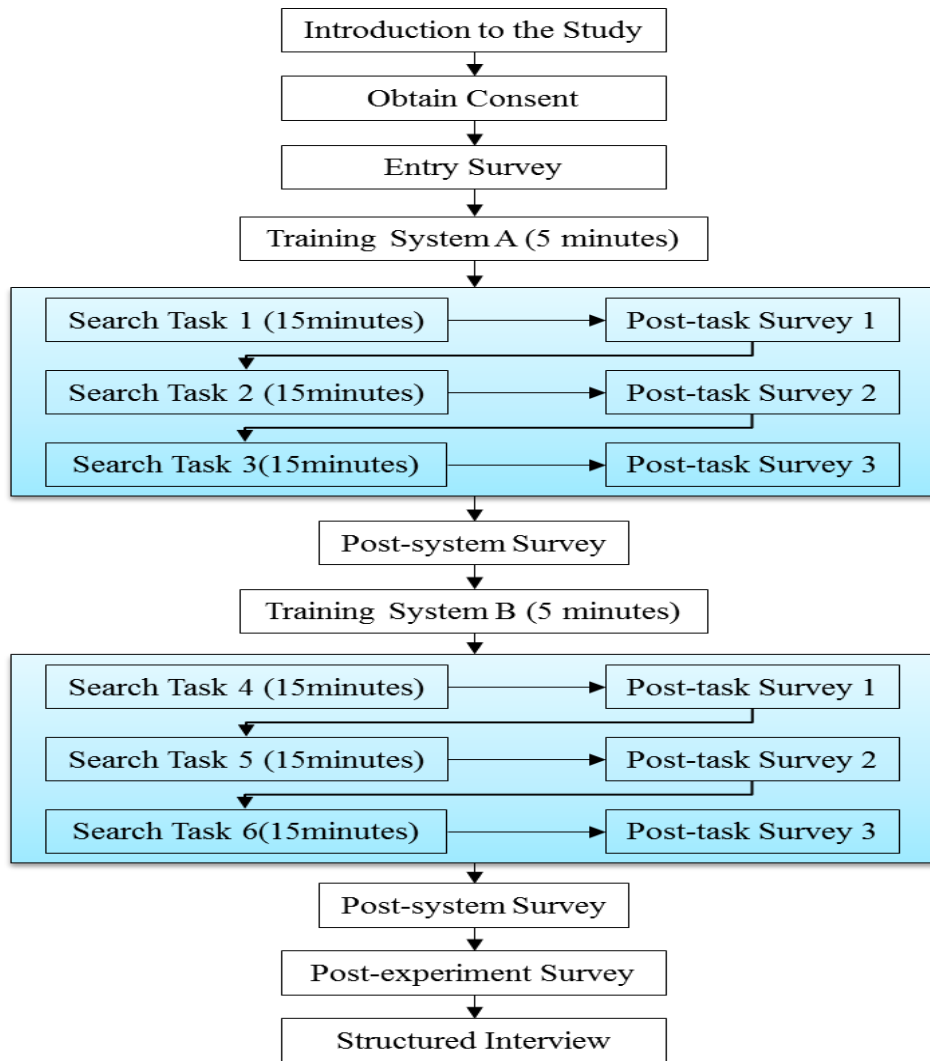 Introduction to the Study
Obtain Consent
Entry Survey
Training System A (5 minutes)
Search Task 1 (15minutes)
Post-task Survey 1
Search Task 2 (15minutes)
Post-task Survey 2
Search Task 3(15minutes)
Post-task Survey 3
Post-system Survey
Training System B (5 minutes)
Search Task 4 (15minutes)
Post-task Survey 1
Search Task 5 (15minutes)
Post-task Survey 2
Search Task 6(15minutes)
Post-task Survey 3
Post-system Survey
Post-experiment Survey
Structured Interview